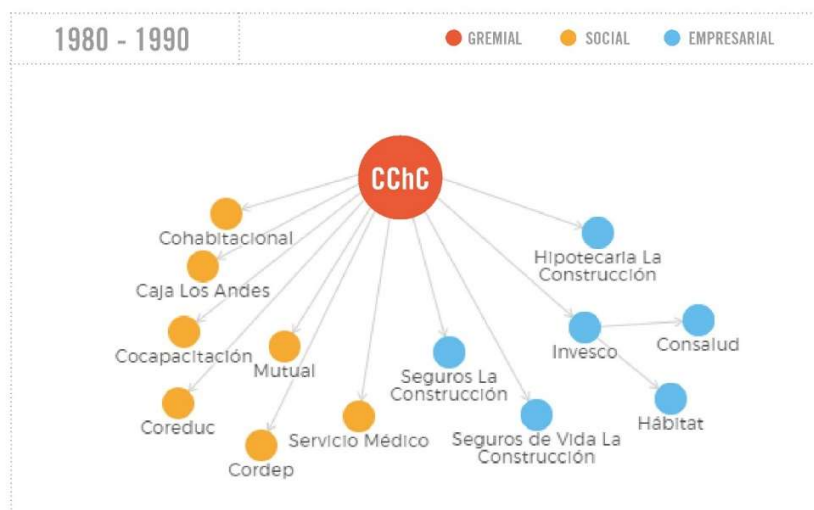 1980 - 1990
GREMIAL
SOCIAL
EMPRESARIAL
CChC
Cohabitacional
Hipotecaria La
Construcción
Caja Los Andes
Cocapacitación
Mutual
Seguros La
Construcción
Invesco
Consalud
Coreduc
Cordep
Servicio Médico
Seguros de Vida La
Construcción
Hábitat